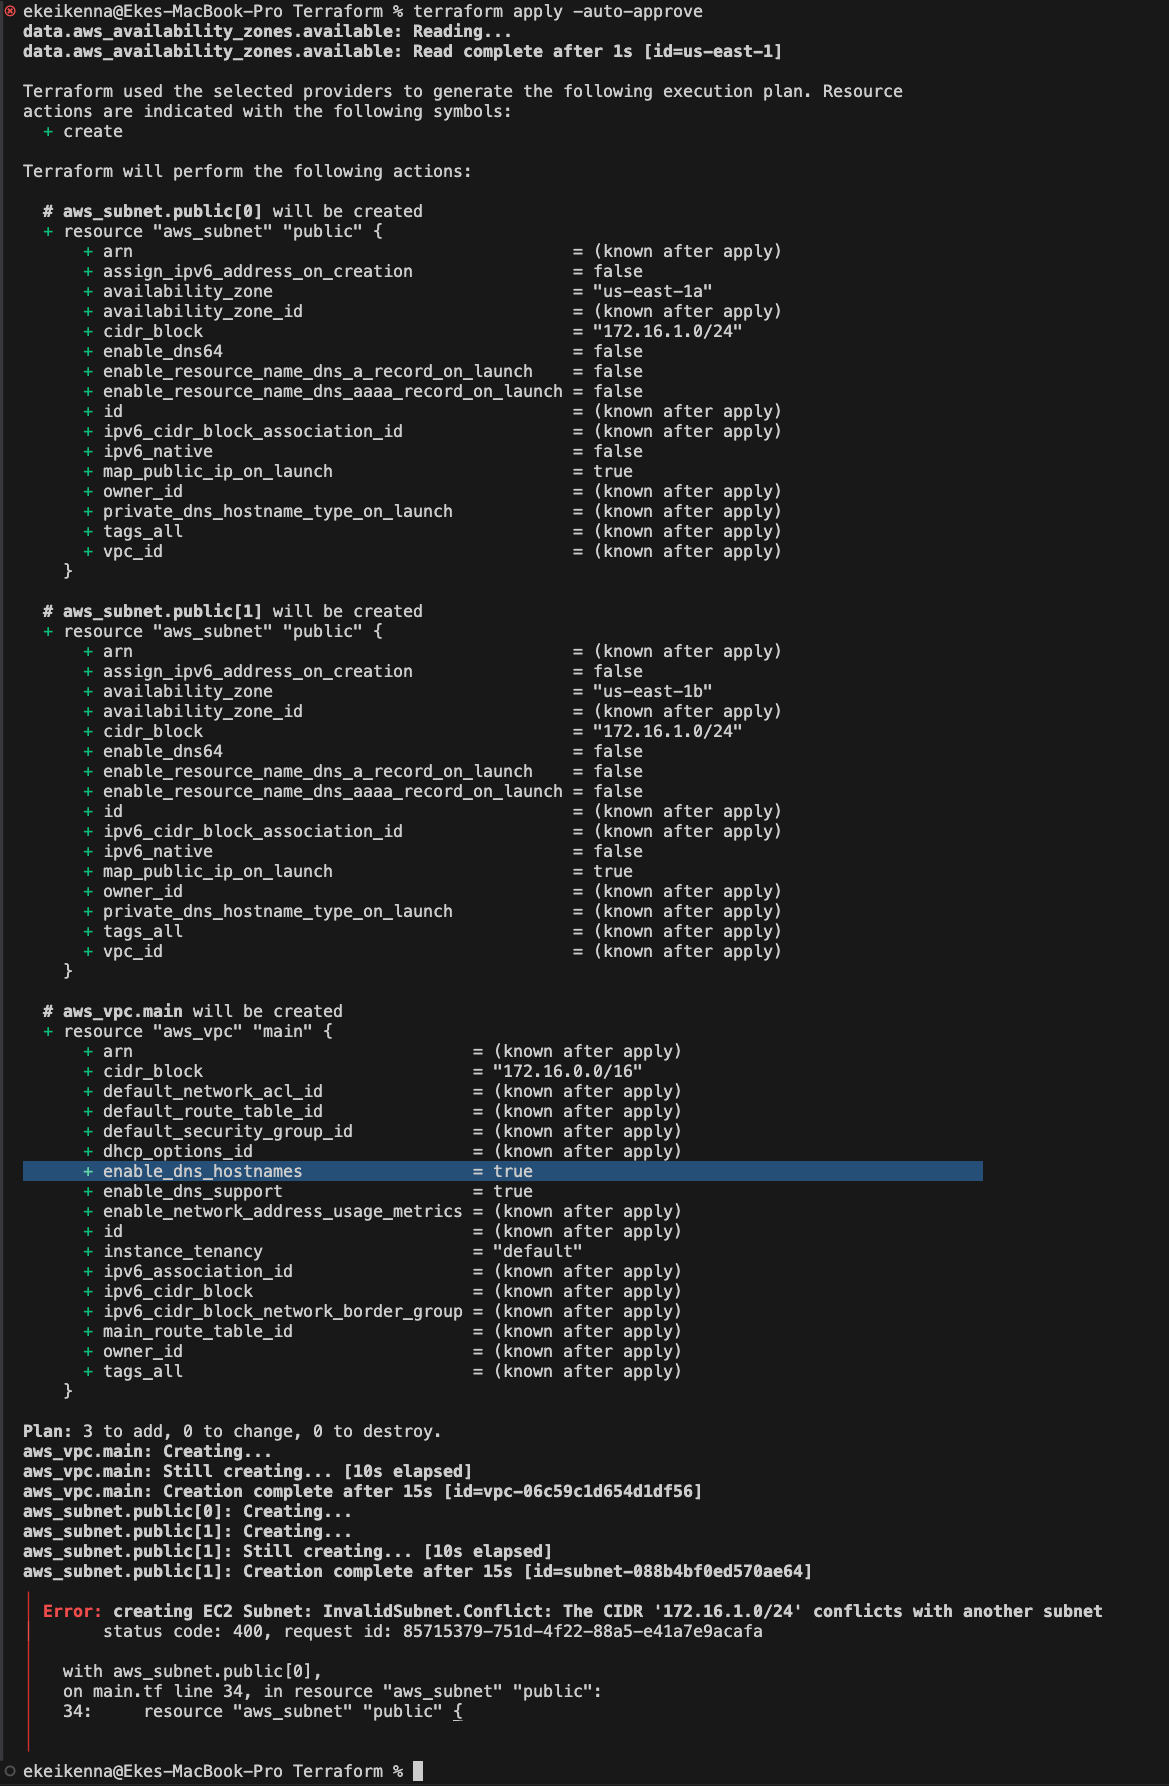 ekeikenna@Ekes-MacBook-Pro Terraform % terraform apply -auto-approve
data.aws_availability_zones.available: Reading...
data.aws_availability_zones.available: Read complete after 1s [id=us-east-1]
Terraform used the selected providers to generate the following execution plan. Resource
actions are indicated with the following symbols:
+ create
Terraform will perform the following actions:
# aws_subnet.public[0] will be created
+ resource "aws_subnet" "public" {
+ arn = (known after apply)
+ assign_ipv6_address_on_creation = false
+ availability_zone = "us-east-1a"
+ availability_zone_id = (known after apply)
+ cidr_block = "172.16.1.0/24"
+ enable_dns64 = false
+ enable_resource_name_dns_a_record_on_launch = false
+ enable_resource_name_dns_aaaa_record_on_launch = false
+ id = (known after apply)
+ ipv6_cidr_block_association_id = (known after apply)
+ ipv6_native = false
+ map_public_ip_on_launch = true
+ owner_id = (known after apply)
+ private_dns_hostname_type_on_launch = (known after apply)
+ tags_all = (known after apply)
+ vpc_id = (known after apply)
}
# aws_subnet.public[1] will be created
+ resource "aws_subnet" "public" {
+ arn = (known after apply)
+ assign_ipv6_address_on_creation = false
+ availability_zone = "us-east-1b"
+ availability_zone_id = (known after apply)
+ cidr_block = "172.16.1.0/24"
+ enable_dns64 = false
+ enable_resource_name_dns_a_record_on_launch = false
+ enable_resource_name_dns_aaaa_record_on_launch = false
+ id = (known after apply)
+ ipv6_cidr_block_association_id = (known after apply)
+ ipv6_native = false
+ map_public_ip_on_launch = true
+ owner_id = (known after apply)
+ private_dns_hostname_type_on_launch = (known after apply)
+ tags_all = (known after apply)
+ vpc_id = (known after apply)
}
# aws_vpc.main will be created
+ resource "aws_vpc" "main" {
+ arn = (known after apply)
+ cidr_block = "172.16.0.0/16"
+ default_network_acl_id = (known after apply)
+ default_route_table_id = (known after apply)
+ default_security_group_id = (known after apply)
+ dhcp_options_id = (known after apply)
+ enable_dns_hostnames = true
+ enable_dns_support = true
+ enable_network_address_usage_metrics = (known after apply)
+ id = (known after apply)
+ instance_tenancy = "default"
+ ipv6_association_id = (known after apply)
+ ipv6_cidr_block = (known after apply)
+ ipv6_cidr_block_network_border_group = (known after apply)
+ main_route_table_id = (known after apply)
+ owner_id = (known after apply)
+ tags_all = (known after apply)
}
Plan: 3 to add, 0 to change, 0 to destroy.
aws_vpc.main: Creating...
aws_vpc.main: Still creating... [10s elapsed]
aws_vpc.main: Creation complete after 15s [id=vpc-06c59c1d654d1df56]
aws_subnet.public[0]: Creating...
aws_subnet.public[1]: Creating...
aws_subnet.public[1]: Still creating... [10s elapsed]
aws_subnet.public[1]: Creation complete after 15s [id=subnet-088b4bf0ed570ae64]
Error: creating EC2 Subnet: InvalidSubnet.Conflict: The CIDR '172.16.1.0/24' conflicts with another subnet
status code: 400, request id: 85715379-751d-4f22-88a5-e41a7e9acafa
with aws_subnet.public[0],
on main.tf line 34, in resource "aws_subnet" "public":
34: resource "aws_subnet" "public" {
ekeikenna@Ekes-MacBook-Pro Terraform %